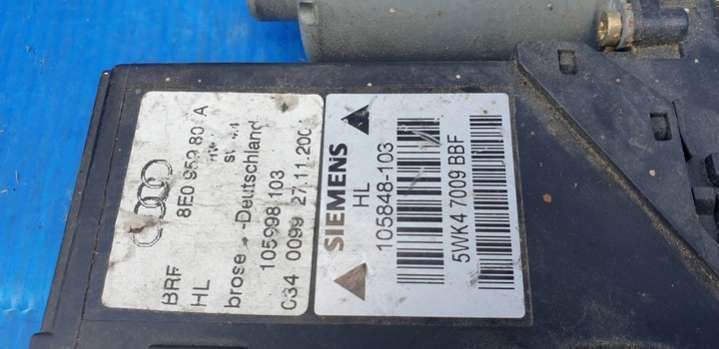 8E0 959 80 A
BRF
HL
brose -Deutschland
105998 103
034 0099 27.11.200
SIEMENS
HL
105848-103
5WK4 7009 BBF